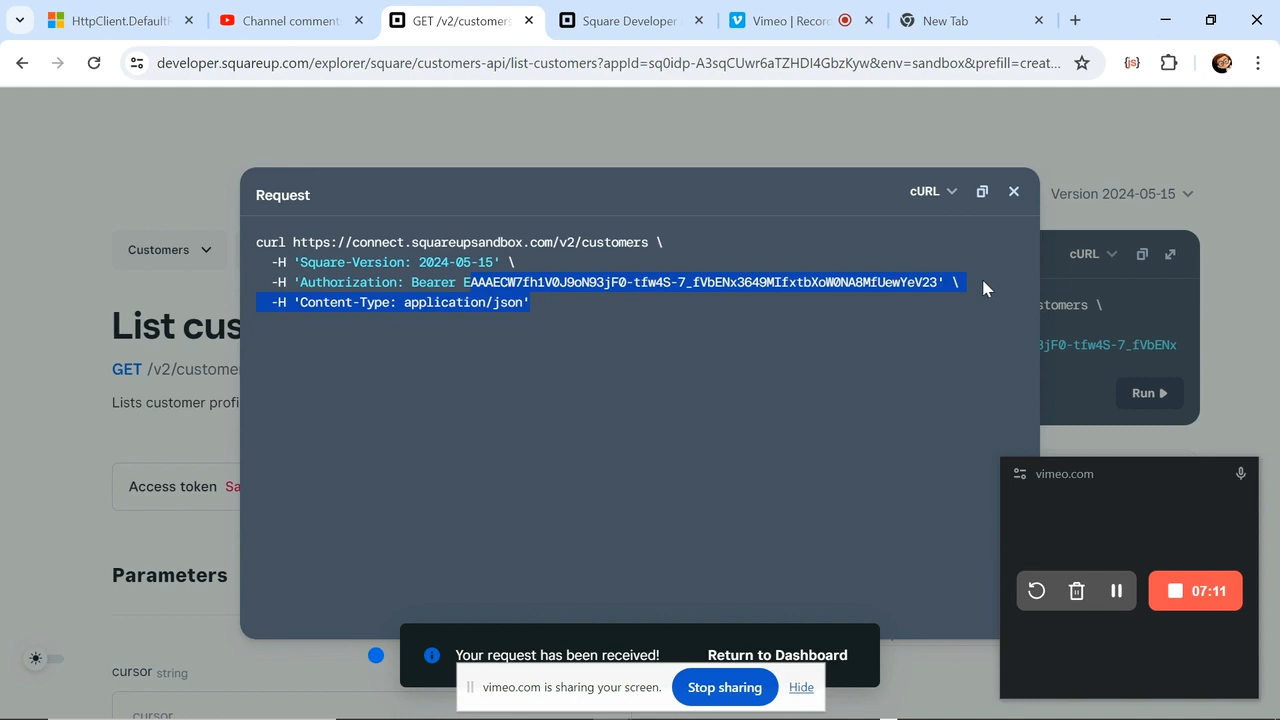 HttpClient.DefaultR
Channel comment
GET /v2/customers
Square Developer
Vimeo | Recor
New Tab
developer.squareup.com/explorer/square/customers-api/list-customers?appId=sq0idp-A3sqCUwr6aTZHDI4GbzKyw&env=sandbox&prefill=creat...
Request
cURL
Version 2024-05-15
curl https://connect.squareupsandbox.com/v2/customers \
-H 'Square-Version: 2024-05-15' \
-H 'Authorization: Bearer EAAAECW7fh1V0J9oN93jF0-tfw4S-7_fVbENx3649MIfxtbXoW0NA8MfUewYeV23' \
-H 'Content-Type: application/json'
Customers
cURL
stomers \
3jF0-tfw4S-7_fVbENx
Run
List cus
GET /v2/custome
Lists customer profi
Access token Sa
Parameters
cursor string
cursor
vimeo.com
07:11
Your request has been received!
Return to Dashboard
vimeo.com is sharing your screen.
Stop sharing
Hide